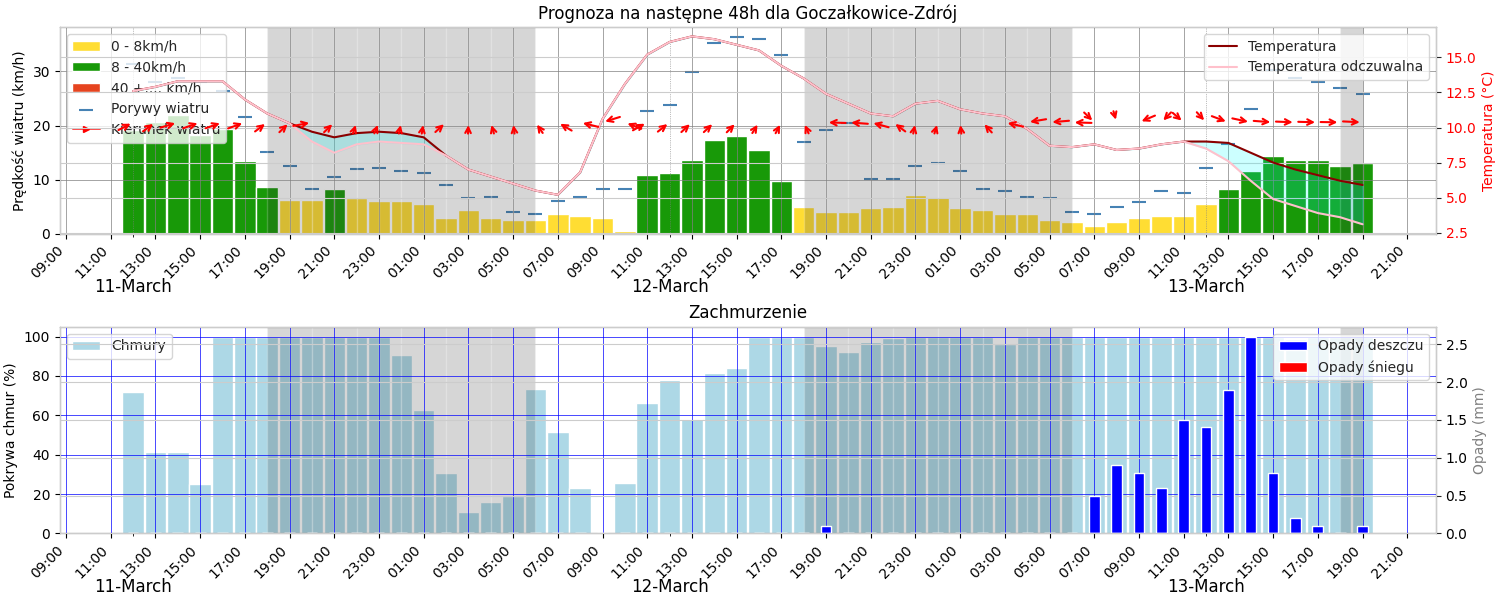 Prognoza na następne 48h dla Goczałkowice-Zdrój
Prędkość wiatru (km/h)
30
20
10
0
0 - 8km/h
8 - 40km/h
40 +... km/h
Porywy wiatru
Kierunek wiatru
Temperatura
Temperatura odczuwalna
15.0
12.5
10.0
7.5
5.0
2.5
Temperatura (°C)
09:00 11:00 13:00 15:00 17:00 19:00 21:00 23:00 01:00 03:00 05:00 07:00 09:00 11:00 13:00 15:00 17:00 19:00 21:00 23:00 01:00 03:00 05:00 07:00 09:00 11:00 13:00 15:00 17:00 19:00 21:00
11-March 12-March 13-March
Zachmurzenie
Pokrywa chmur (%)
100
80
60
40
20
0
Chmury
Opady deszczu
Opady śniegu
2.5
2.0
1.5
1.0
0.5
0.0
Opady (mm)
09:00 11:00 13:00 15:00 17:00 19:00 21:00 23:00 01:00 03:00 05:00 07:00 09:00 11:00 13:00 15:00 17:00 19:00 21:00 23:00 01:00 03:00 05:00 07:00 09:00 11:00 13:00 15:00 17:00 19:00 21:00
11-March 12-March 13-March